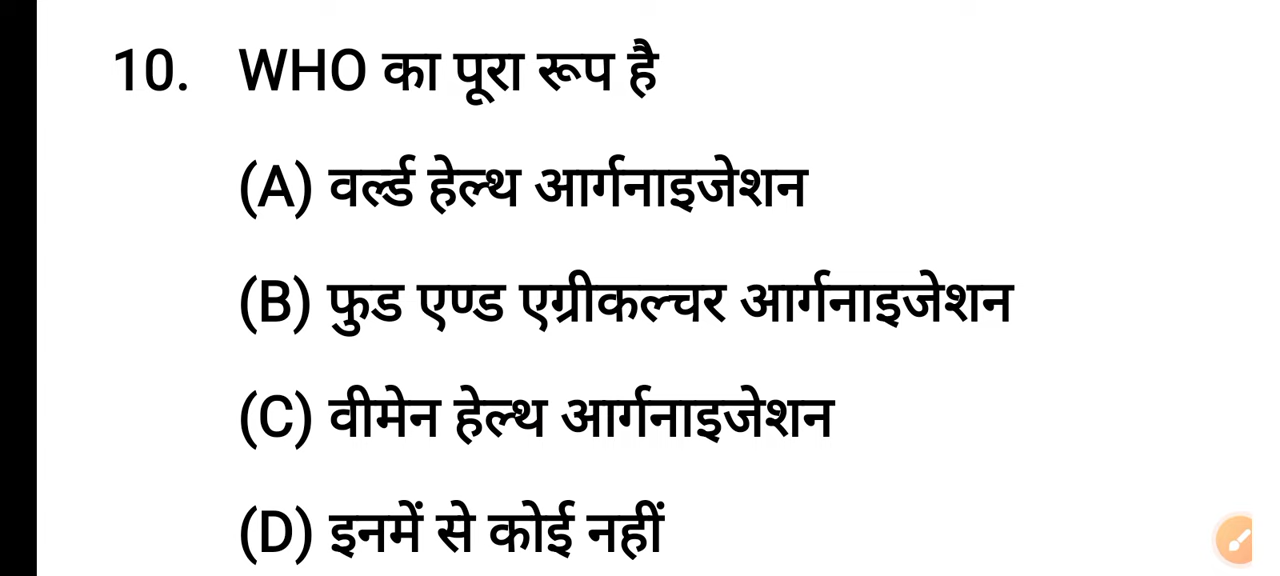 10. WHO का पूरा रूप है
(A) वर्ल्ड हेल्थ आर्गनाइजेशन
(B) फुड एण्ड एग्रीकल्चर आर्गनाइजेशन
(C) वीमेन हेल्थ आर्गनाइजेशन
(D) इनमें से कोई नहीं